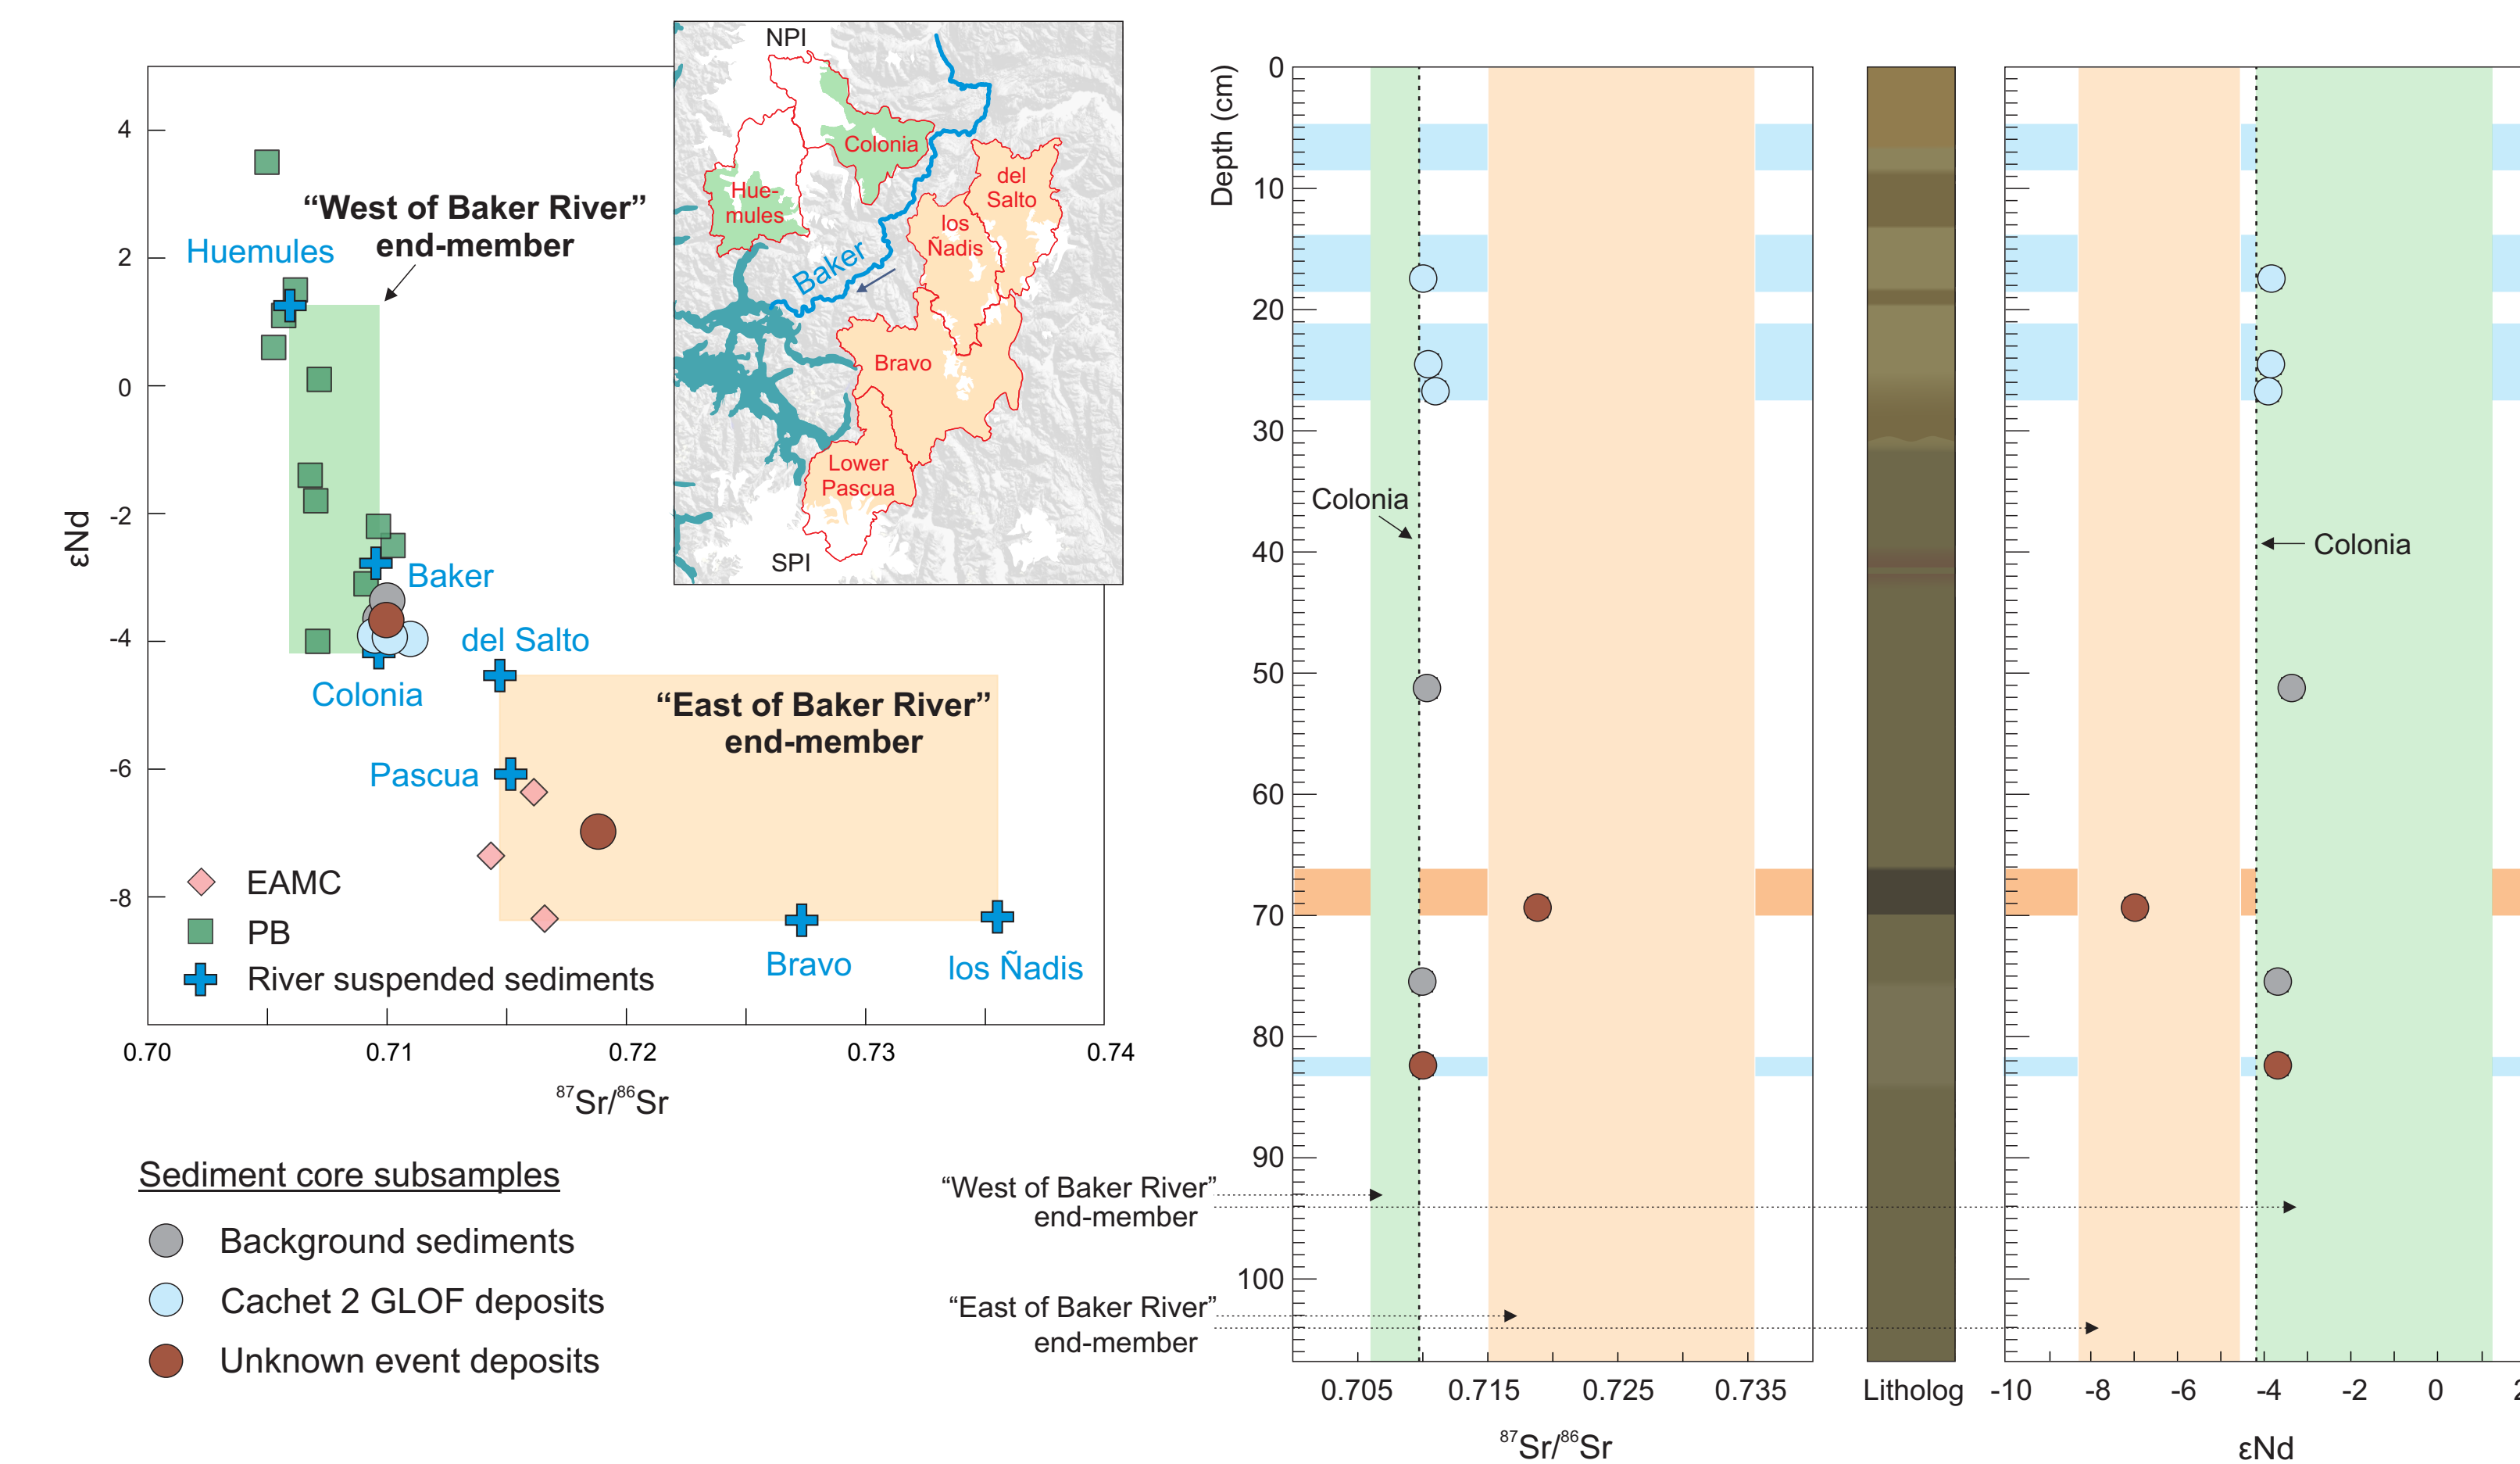 4
2
0
-2
-4
-6
-8
εNd
“West of Baker River”
end-member
Huemules
Baker
Colonia
del Salto
Pascua
“East of Baker River”
end-member
Bravo
los Ñadis
EAMC
PB
River suspended sediments
0.70
0.71
0.72
0.73
0.74
⁸⁷Sr/⁸⁶Sr
NPI
Colonia
Hue-
mules
del
Salto
los
Ñadis
Baker
Bravo
Lower
Pascua
SPI
Sediment core subsamples
Background sediments
Cachet 2 GLOF deposits
Unknown event deposits
Depth (cm)
0
10
20
30
40
50
60
70
80
90
100
Colonia
Colonia
“West of Baker River”
end-member
“East of Baker River”
end-member
0.705
0.715
0.725
0.735
⁸⁷Sr/⁸⁶Sr
Litholog
-10
-8
-6
-4
-2
0
εNd